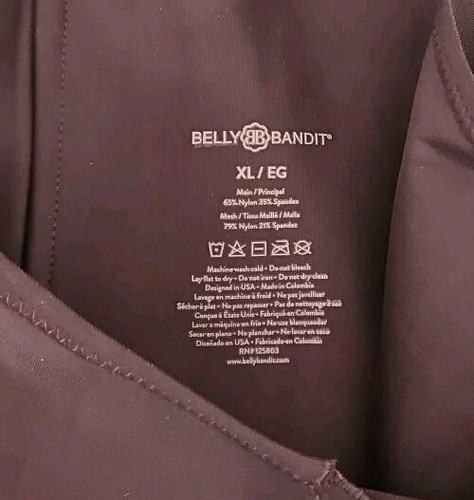 BELLY BB BANDIT®
XL / EG
Main / Principal
65% Nylon 35% Spandex
Mesh / Tissu Maillé / Malla
79% Nylon 21% Spandex
Machine wash cold • Do not bleach
Lay flat to dry • Do not iron • Do not dry clean
Designed in USA • Made in Colombia
Lavage en machine à froid • Ne pas javelliser
Sécher à plat • Ne pas repasser • Pas de nettoyage à sec
Conçue à États Unis • Fabriqué en Colombia
Lavar a máquina en frío • No use blanqueador
Secar en plano • No planchar • No lavar en seco
Diseñado en USA • Fabricado en Colombia
RN# 125803
www.bellybandit.com